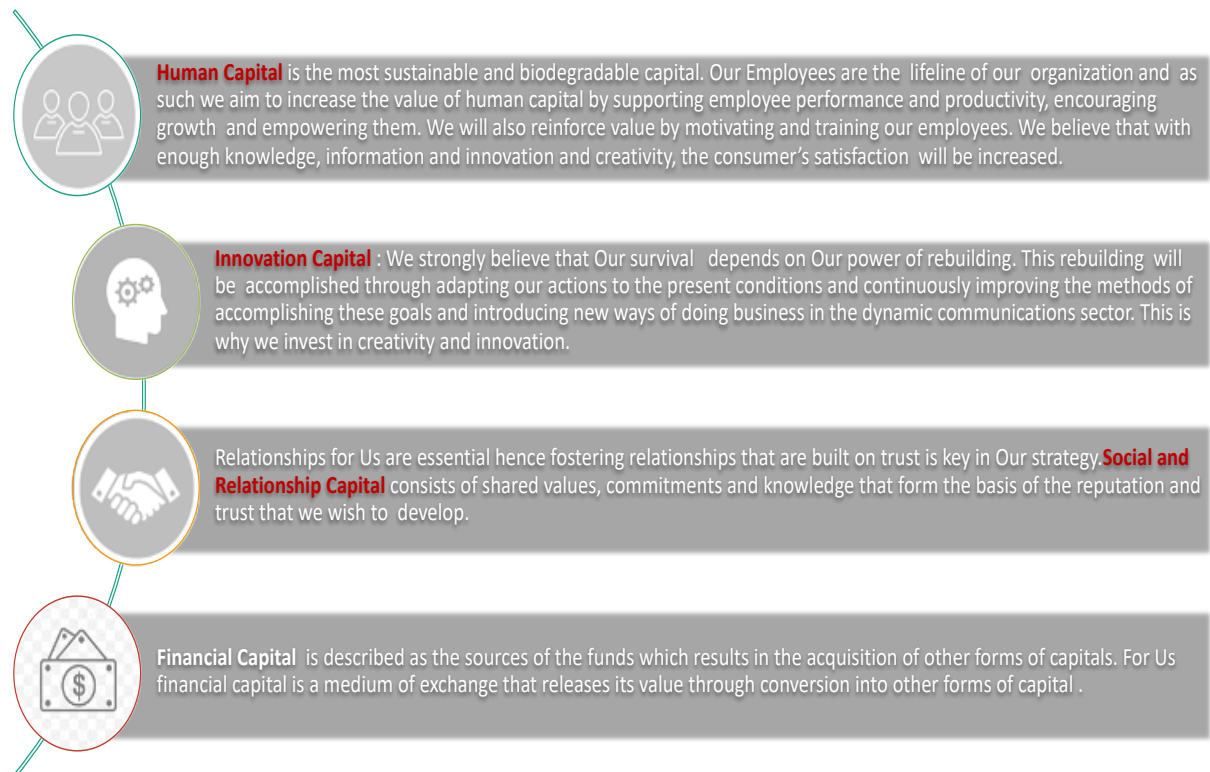 Human Capital is the most sustainable and biodegradable capital. Our Employees are the lifeline of our organization and as
such we aim to increase the value of human capital by supporting employee performance and productivity, encouraging
growth and empowering them. We will also reinforce value by motivating and training our employees. We believe that with
enough knowledge, information and innovation and creativity, the consumer's satisfaction will be increased.
Innovation Capital : We strongly believe that Our survival depends on Our power of rebuilding. This rebuilding will
be accomplished through adapting our actions to the present conditions and continuously improving the methods of
accomplishing these goals and introducing new ways of doing business in the dynamic communications sector. This is
why we invest in creativity and innovation.
Relationships for Us are essential hence fostering relationships that are built on trust is key in Our strategy.Social and
Relationship Capital consists of shared values, commitments and knowledge that form the basis of the reputation and
trust that we wish to develop.
Financial Capital is described as the sources of the funds which results in the acquisition of other forms of capitals. For Us
financial capital is a medium of exchange that releases its value through conversion into other forms of capital .
$